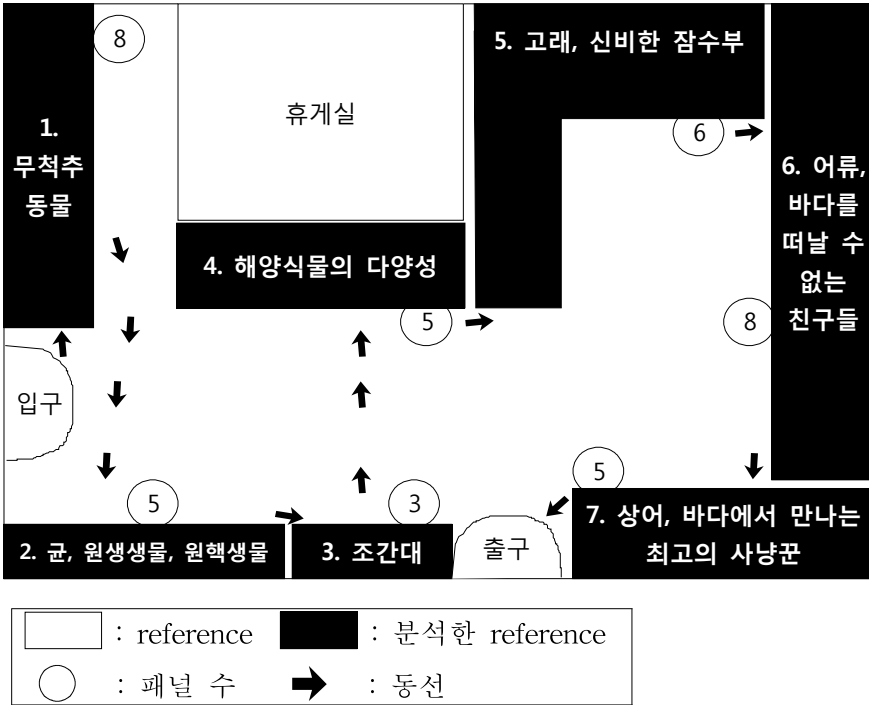 8
1.
무척추
동물
휴게실
5. 고래, 신비한 잠수부
6
6. 어류,
바다를
떠날 수
없는
친구들
4. 해양식물의 다양성
5
8
입구
5
3
5
2. 균, 원생생물, 원핵생물
3. 조간대
출구
7. 상어, 바다에서 만나는
최고의 사냥꾼
: reference : 분석한 reference
: 패널 수 : 동선